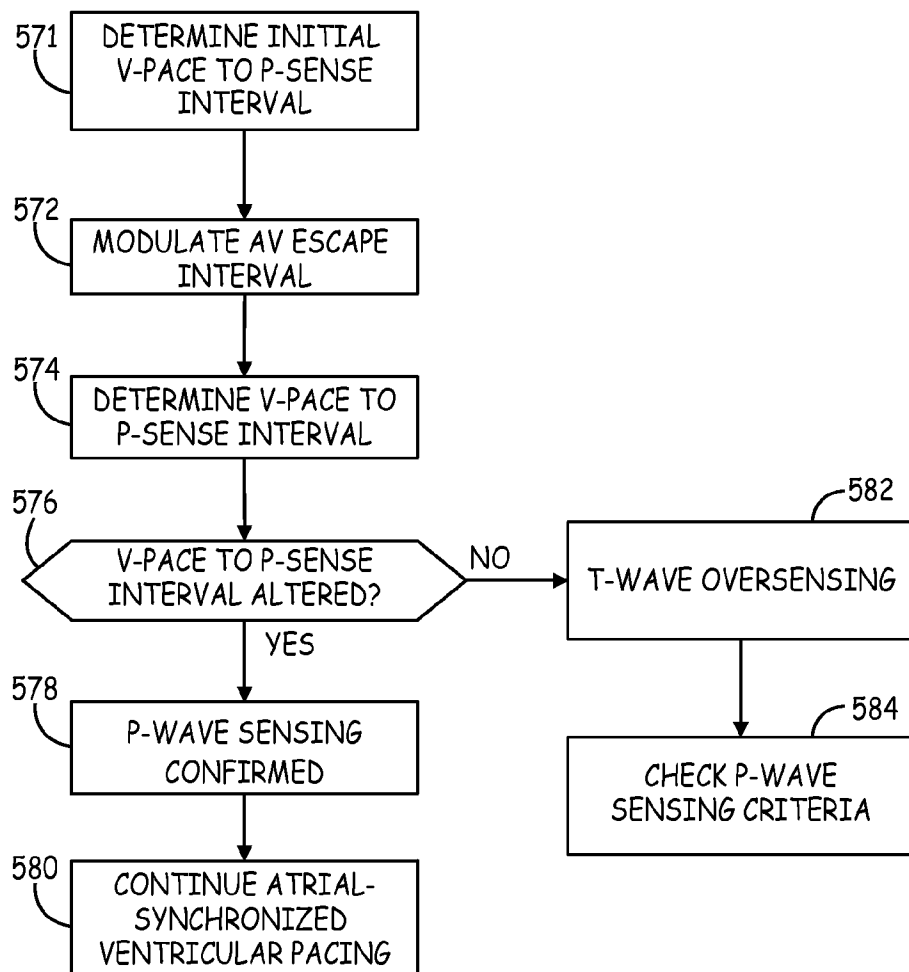 571
DETERMINE INITIAL
V-PACE TO P-SENSE
INTERVAL
572
MODULATE AV ESCAPE
INTERVAL
574
DETERMINE V-PACE TO
P-SENSE INTERVAL
576
V-PACE TO P-SENSE
INTERVAL ALTERED?
NO
YES
582
T-WAVE OVERSENSING
578
P-WAVE SENSING
CONFIRMED
584
CHECK P-WAVE
SENSING CRITERIA
580
CONTINUE ATRIAL-
SYNCHRONIZED
VENTRICULAR PACING